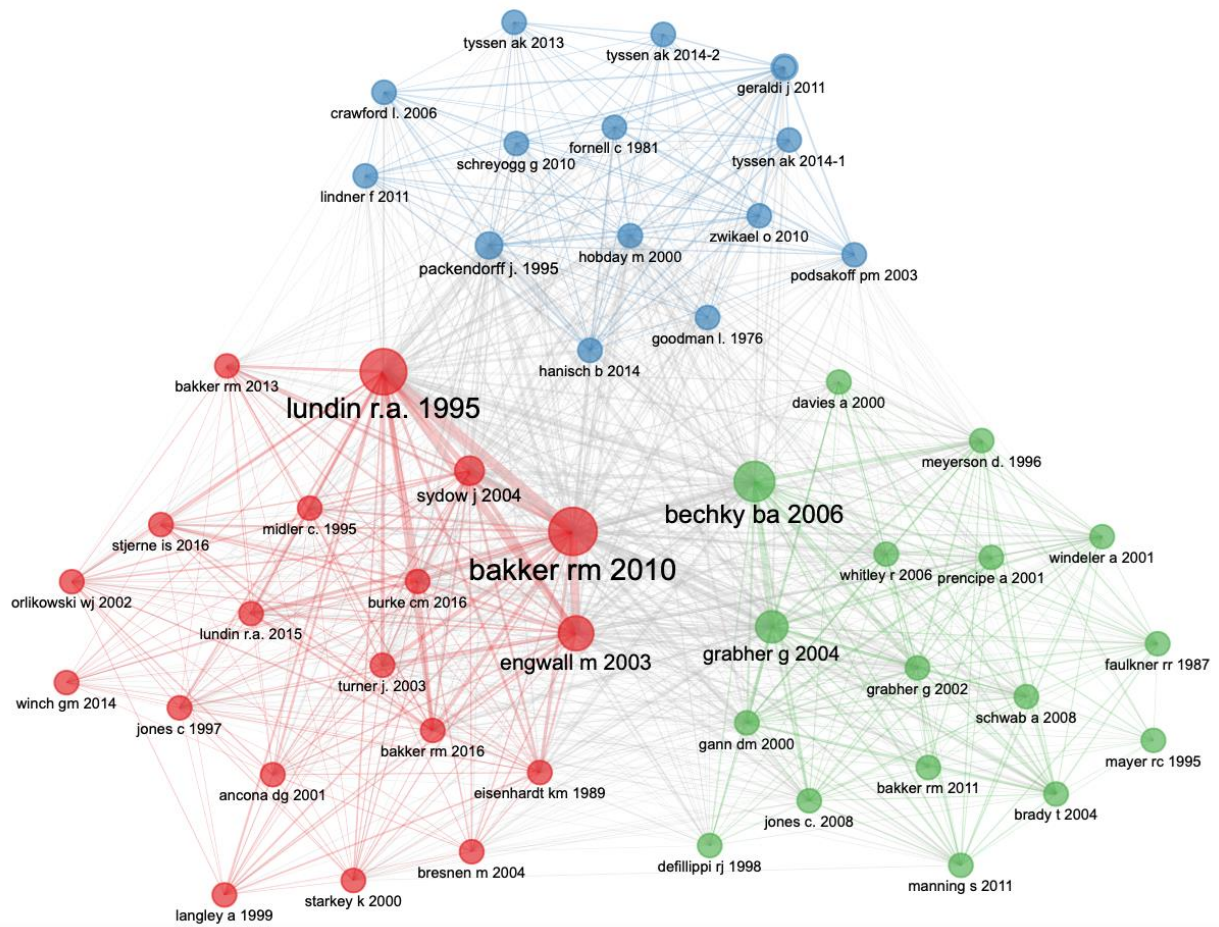 tyssen ak 2013
tyssen ak 2014-2
geraldi j 2011
crawford l. 2006
fornell c 1981
schreyogg g 2010
tyssen ak 2014-1
lindner f 2011
zwikael o 2010
hobday m 2000
packendorff j. 1995
podsakoff pm 2003
goodman l. 1976
hanisch b 2014
bakker rm 2013
lundin r.a. 1995
davies a 2000
meyerson d. 1996
sydow j 2004
bechky ba 2006
midler c. 1995
stjerne is 2016
bakker rm 2010
windeler a 2001
whitley r 2006
prencipe a 2001
orlikowski wj 2002
burke cm 2016
lundin r.a. 2015
engwall m 2003
grabher g 2004
faulkner rr 1987
turner j. 2003
grabher g 2002
winch gm 2014
schwab a 2008
jones c 1997
bakker rm 2016
gann dm 2000
mayer rc 1995
ancona dg 2001
eisenhardt km 1989
bakker rm 2011
brady t 2004
jones c. 2008
bresnen m 2004
defillippi rj 1998
manning s 2011
starkey k 2000
langley a 1999